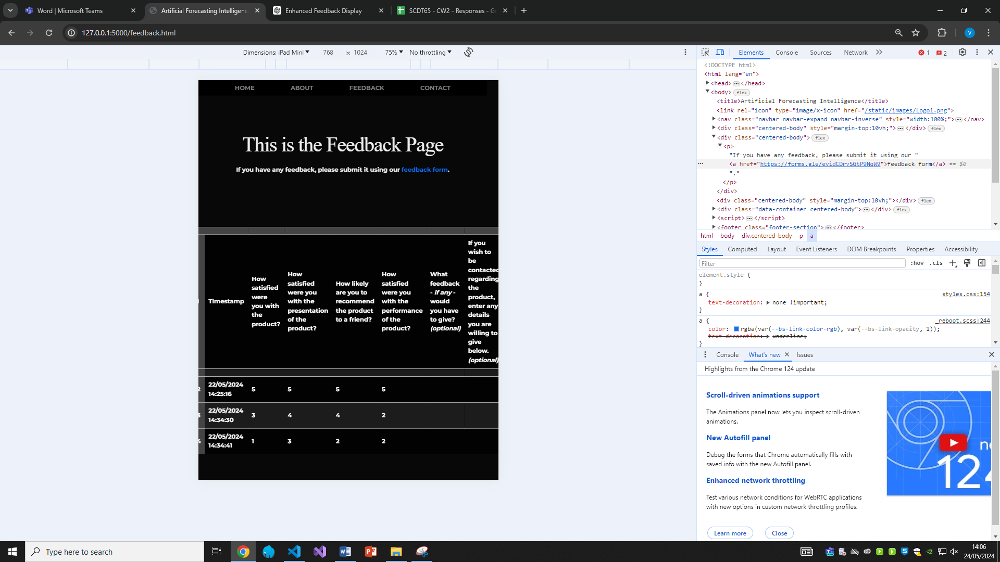 Word | Microsoft Teams
Artificial Forecasting Intelligenc
Enhanced Feedback Display
SCDT65 - CW2 - Responses - G
127.0.0.1:5000/feedback.html
V
Dimensions: iPad Mini
768 × 1024
75%
No throttling
HOME ABOUT FEEDBACK CONTACT
This is the Feedback Page
If you have any feedback, please submit it using our feedback form.
Timestamp
How
satisfied
were
you with
the
product?
How
satisfied
were you
with the
presentation
of the
product?
How likely
are you to
recommend
the product
to a friend?
How
satisfied
were you
with the
performance
of the
product?
What
feedback
- if any -
would
you have
to give?
(optional)
If you
wish to
be
contacted
regarding
the
product,
enter any
details
you are
willing to
give
below.
(optional)
2 22/05/2024 14:25:16 5 5 5 5
3 22/05/2024 14:34:30 3 4 4 2
4 22/05/2024 14:34:41 1 3 2 2
Elements Console Sources Network 1 2
<!DOCTYPE html>
<html lang="en">
<head> ... </head>
<body> flex
<title>Artificial Forecasting Intelligence</title>
<link rel="icon" type="image/x-icon" href="/static/images/Logo1.png">
<nav class="navbar navbar-expand navbar-inverse" style="width:100%;"> ... </nav>
<div class="centered-body" style="margin-top:10vh;"> ... </div> flex
<div class="centered-body"> flex
<p>
"If you have any feedback, please submit it using our "
<a href="https://forms.gle/evidCDrySGtP9NqW9">feedback form</a> == $0
"."
</p>
</div>
<div class="centered-body" style="margin-top:10vh;"></div> flex
<div class="data-container centered-body"> ... </div> flex
<script> ... </script>
<footer class="footer-section"> ... </footer>
html body div.centered-body p a
Styles Computed Layout Event Listeners DOM Breakpoints Properties Accessibility
Filter :hov .cls
element.style {
}
a { styles.css:154
text-decoration: none !important;
}
a { _reboot.scss:244
color: rgba(var(--bs-link-color-rgb), var(--bs-link-opacity, 1));
text-decoration: underline;
}
Console What's new Issues
Highlights from the Chrome 124 update
Scroll-driven animations support
The Animations panel now lets you inspect scroll-driven
animations.
New Autofill panel
Debug the forms that Chrome automatically fills with
saved info with the new Autofill panel.
Enhanced network throttling
Test various network conditions for WebRTC applications
with new options in custom network throttling profiles.
ne
124
Learn more Close
Type here to search
14:06
24/05/2024